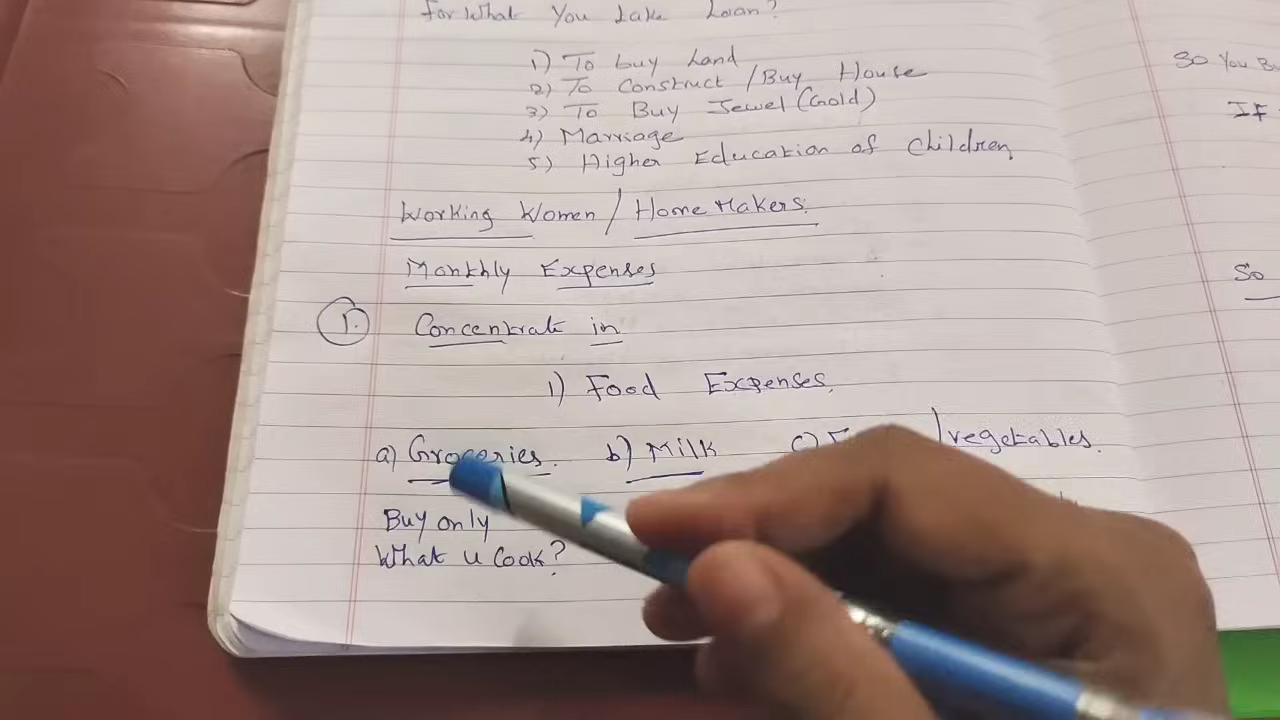 For What You Take Loan?
1) To buy Land
2) To Construct / Buy House
3) To Buy Jewel (Gold)
4) Marriage
5) Higher Education of Children
Working Women / Home Makers.
Monthly Expenses
1. Concentrate in
1) Food Expenses.
a) Groceries. b) Milk c) /vegetables.
Buy only
What u Cook?
So You Bu
IF
So